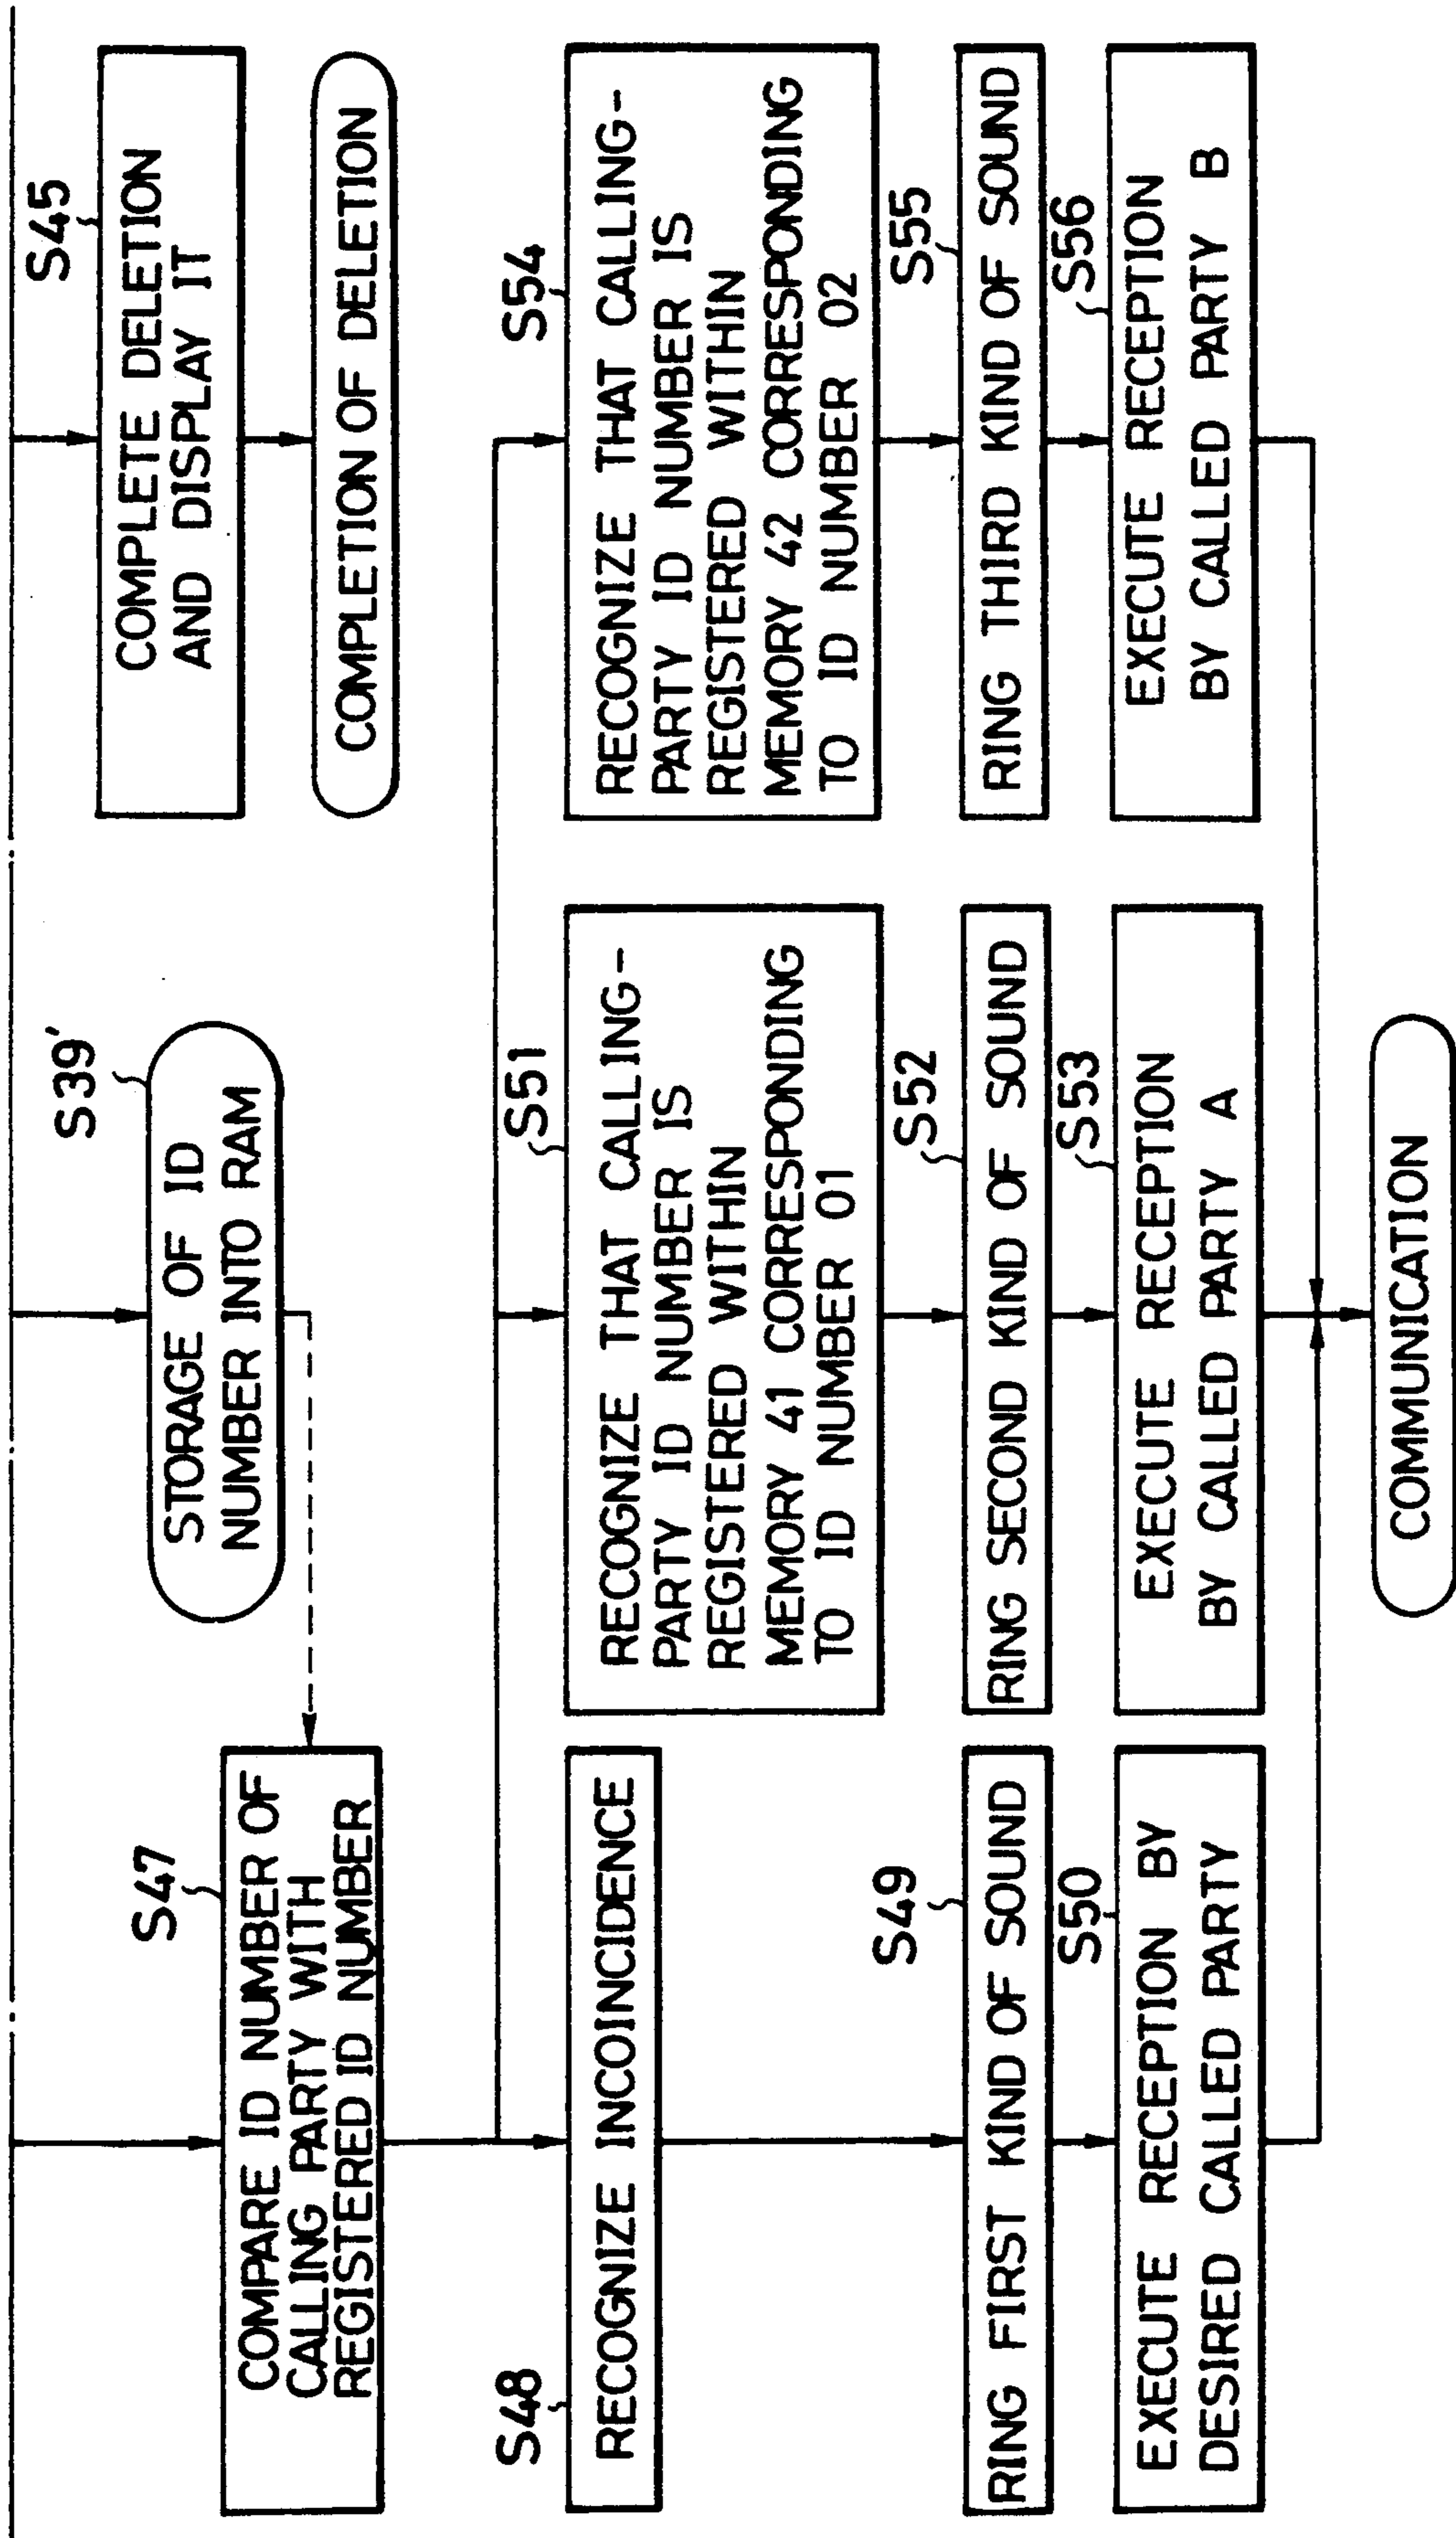 S47
COMPARE ID NUMBER OF
CALLING PARTY WITH
REGISTERED ID NUMBER
S39'
STORAGE OF ID
NUMBER INTO RAM
S45
COMPLETE DELETION
AND DISPLAY IT
COMPLETION OF DELETION
S48
RECOGNIZE INCOINCIDENCE
S49
RING FIRST KIND OF SOUND
S50
EXECUTE RECEPTION BY
DESIRED CALLED PARTY
S51
RECOGNIZE THAT CALLING-
PARTY ID NUMBER IS
REGISTERED WITHIN
MEMORY 41 CORRESPONDING
TO ID NUMBER 01
S52
RING SECOND KIND OF SOUND
S53
EXECUTE RECEPTION
BY CALLED PARTY A
S54
RECOGNIZE THAT CALLING-
PARTY ID NUMBER IS
REGISTERED WITHIN
MEMORY 42 CORRESPONDING
TO ID NUMBER 02
S55
RING THIRD KIND OF SOUND
S56
EXECUTE RECEPTION
BY CALLED PARTY B
COMMUNICATION